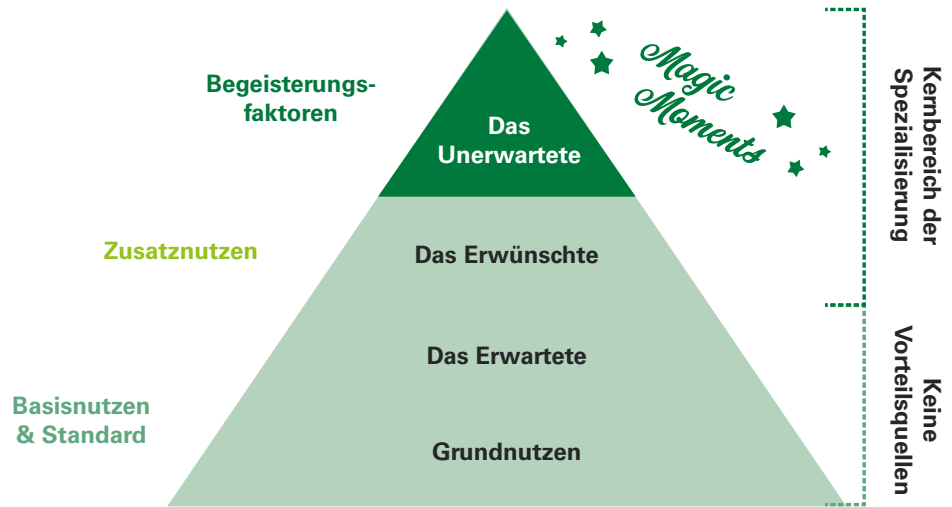 Begeisterungs-
faktoren
Das
Unerwartete
Magic
Moments
Kernbereich der
Spezialisierung
Zusatznutzen
Das Erwünschte
Das Erwartete
Basisnutzen
& Standard
Grundnutzen
Keine
Vorteilsquellen